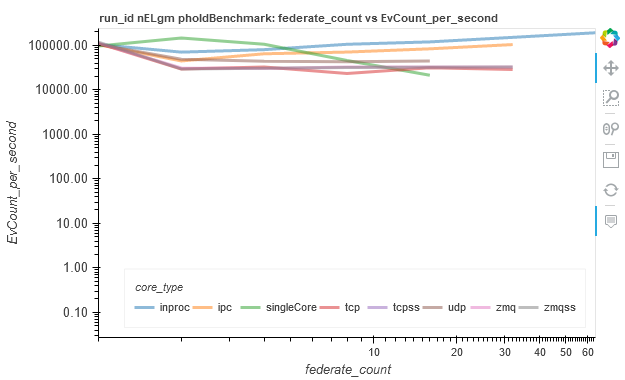 run_id nELgm pholdBenchmark: federate_count vs EvCount_per_second
EvCount_per_second
100000.00
10000.00
1000.00
100.00
10.00
1.00
0.10
core_type
inproc ipc singleCore tcp tcpss udp zmq zmqss
10 20 30 40 50 60
federate_count